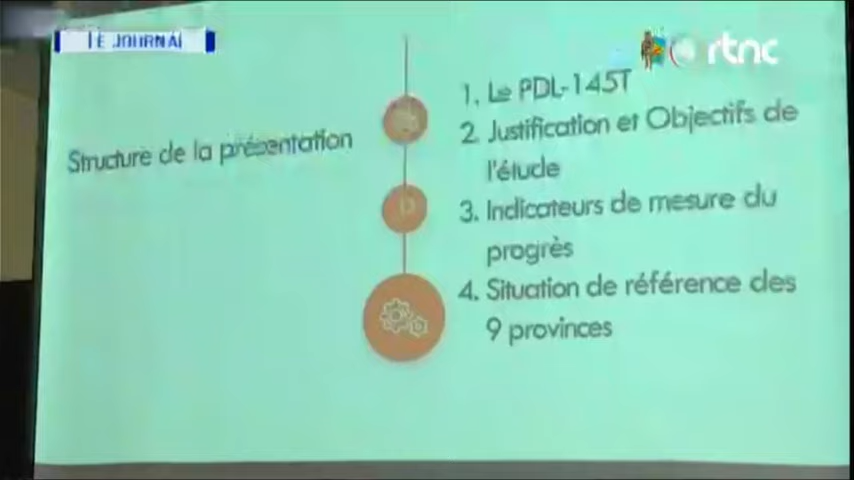 LE JOURNAL
rtnc
Structure de la présentation
1. Le PDL-145T
2. Justification et Objectifs de
l'étude
3. Indicateurs de mesure du
progrès
4. Situation de référence des
9 provinces